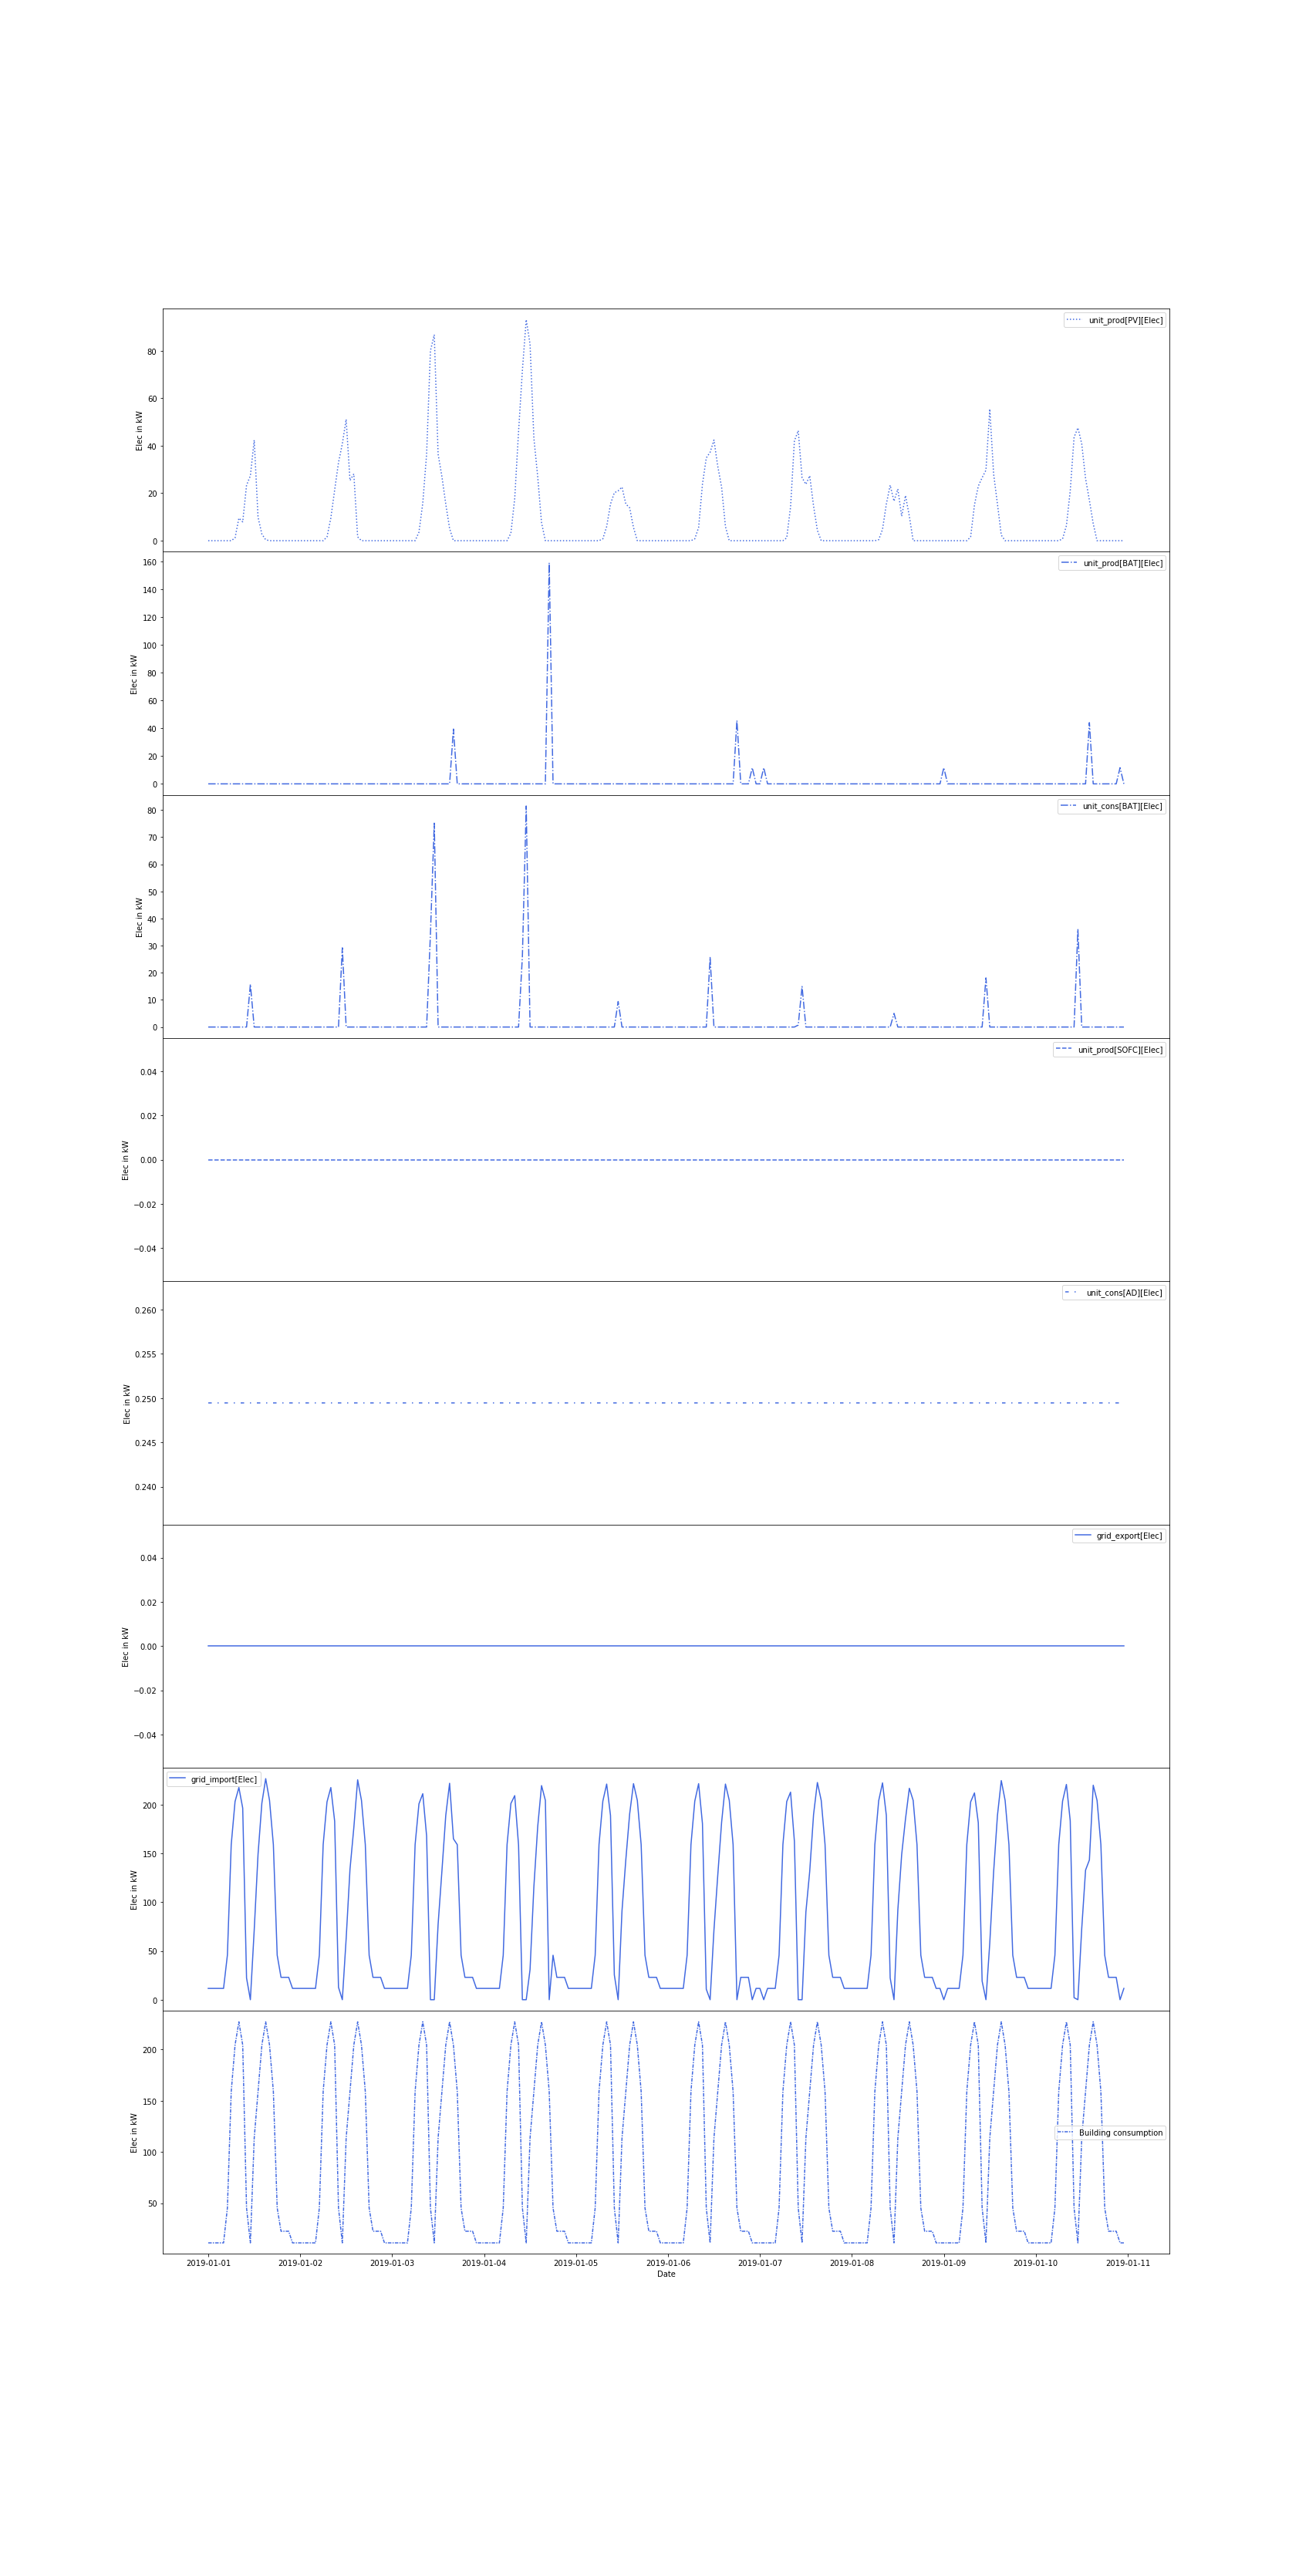 unit_prod[PV][Elec]
80
60
40
20
0
Elec in kW
unit_prod[BAT][Elec]
160
140
120
100
80
60
40
20
0
Elec in kW
unit_cons[BAT][Elec]
80
70
60
50
40
30
20
10
0
Elec in kW
unit_prod[SOFC][Elec]
0.04
0.02
0.00
−0.02
−0.04
Elec in kW
unit_cons[AD][Elec]
0.260
0.255
0.250
0.245
0.240
Elec in kW
grid_export[Elec]
0.04
0.02
0.00
−0.02
−0.04
Elec in kW
grid_import[Elec]
200
150
100
50
0
Elec in kW
200
150
100
50
Elec in kW
Building consumption
2019-01-01 2019-01-02 2019-01-03 2019-01-04 2019-01-05 2019-01-06 2019-01-07 2019-01-08 2019-01-09 2019-01-10 2019-01-11
Date